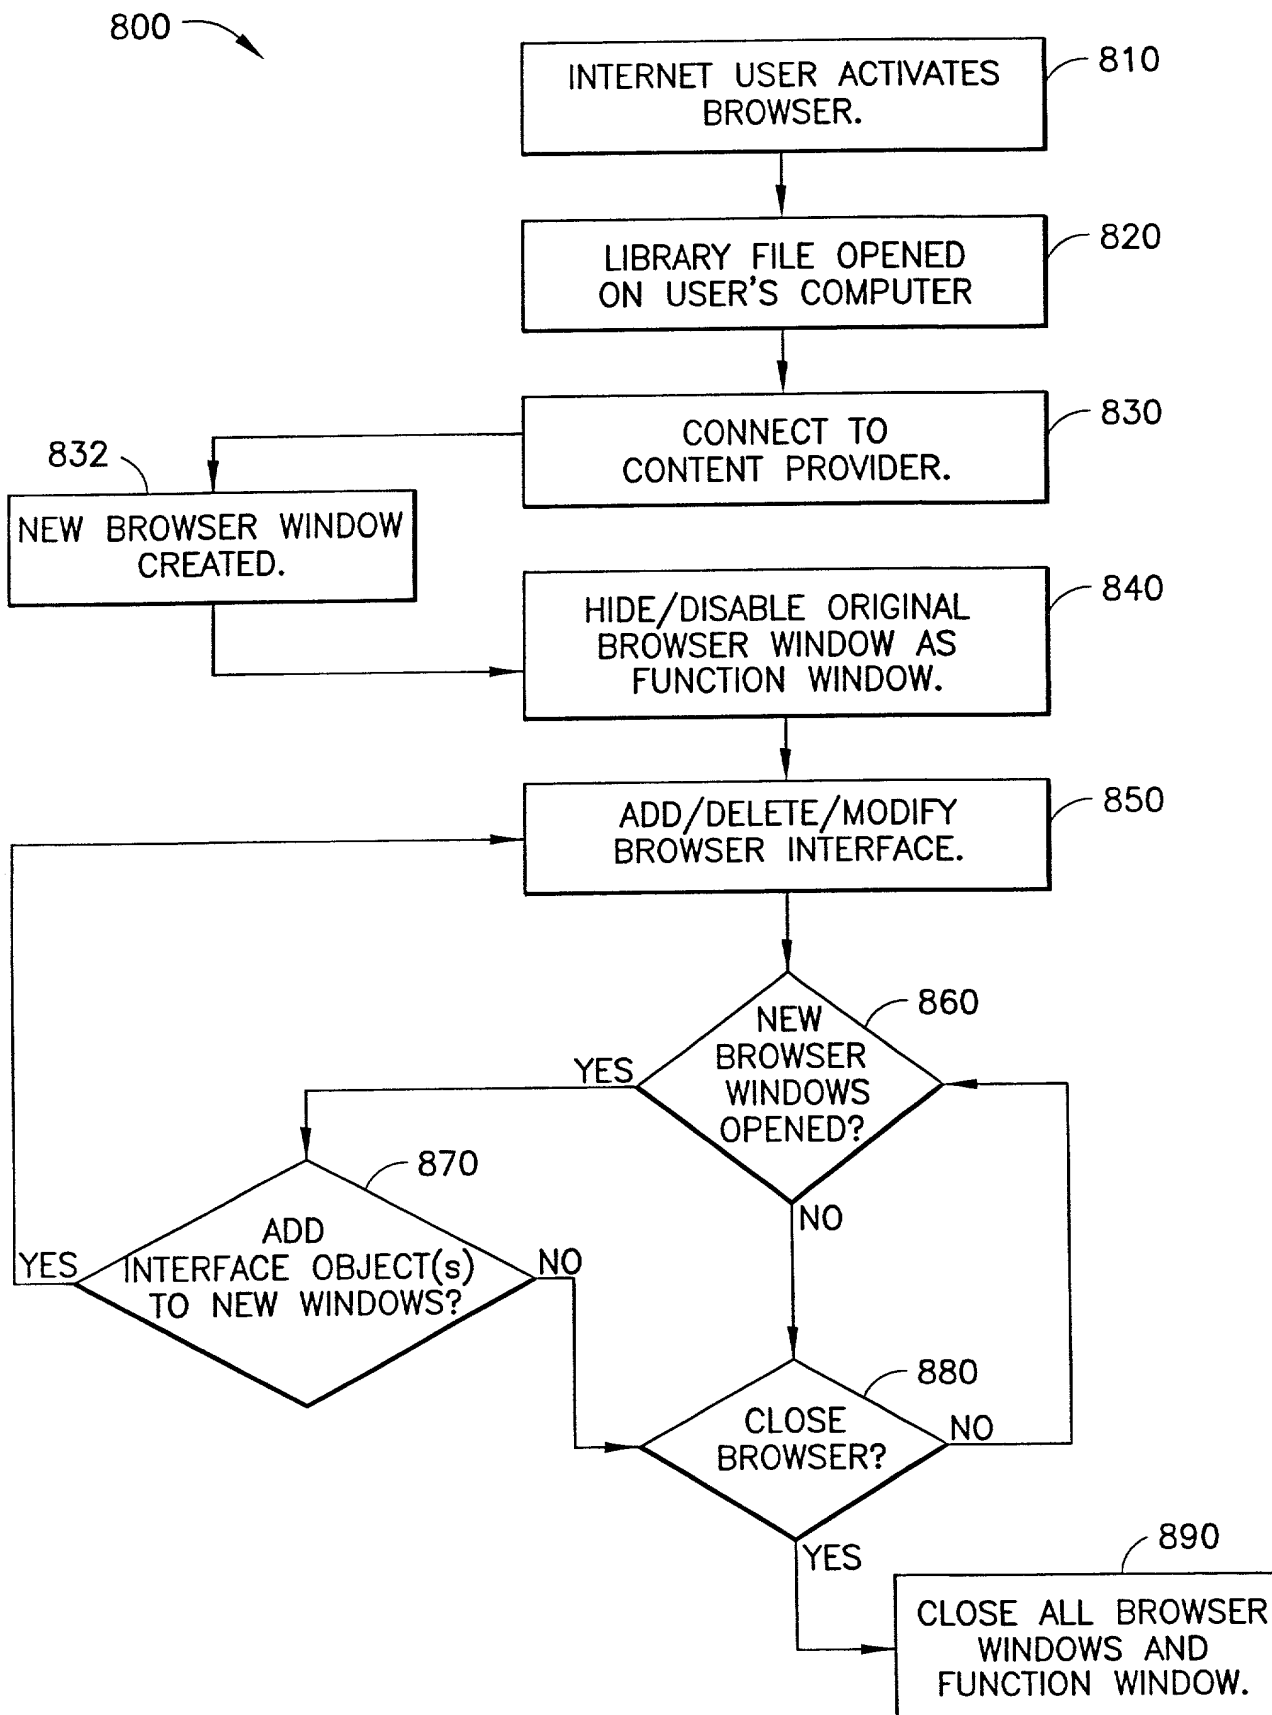 800
INTERNET USER ACTIVATES
BROWSER.
810
LIBRARY FILE OPENED
ON USER'S COMPUTER
820
CONNECT TO
CONTENT PROVIDER.
830
832
NEW BROWSER WINDOW
CREATED.
HIDE/DISABLE ORIGINAL
BROWSER WINDOW AS
FUNCTION WINDOW.
840
ADD/DELETE/MODIFY
BROWSER INTERFACE.
850
860
NEW
BROWSER
WINDOWS
OPENED?
YES
NO
870
ADD
INTERFACE OBJECT(s)
TO NEW WINDOWS?
YES
NO
880
CLOSE
BROWSER?
NO
YES
890
CLOSE ALL BROWSER
WINDOWS AND
FUNCTION WINDOW.